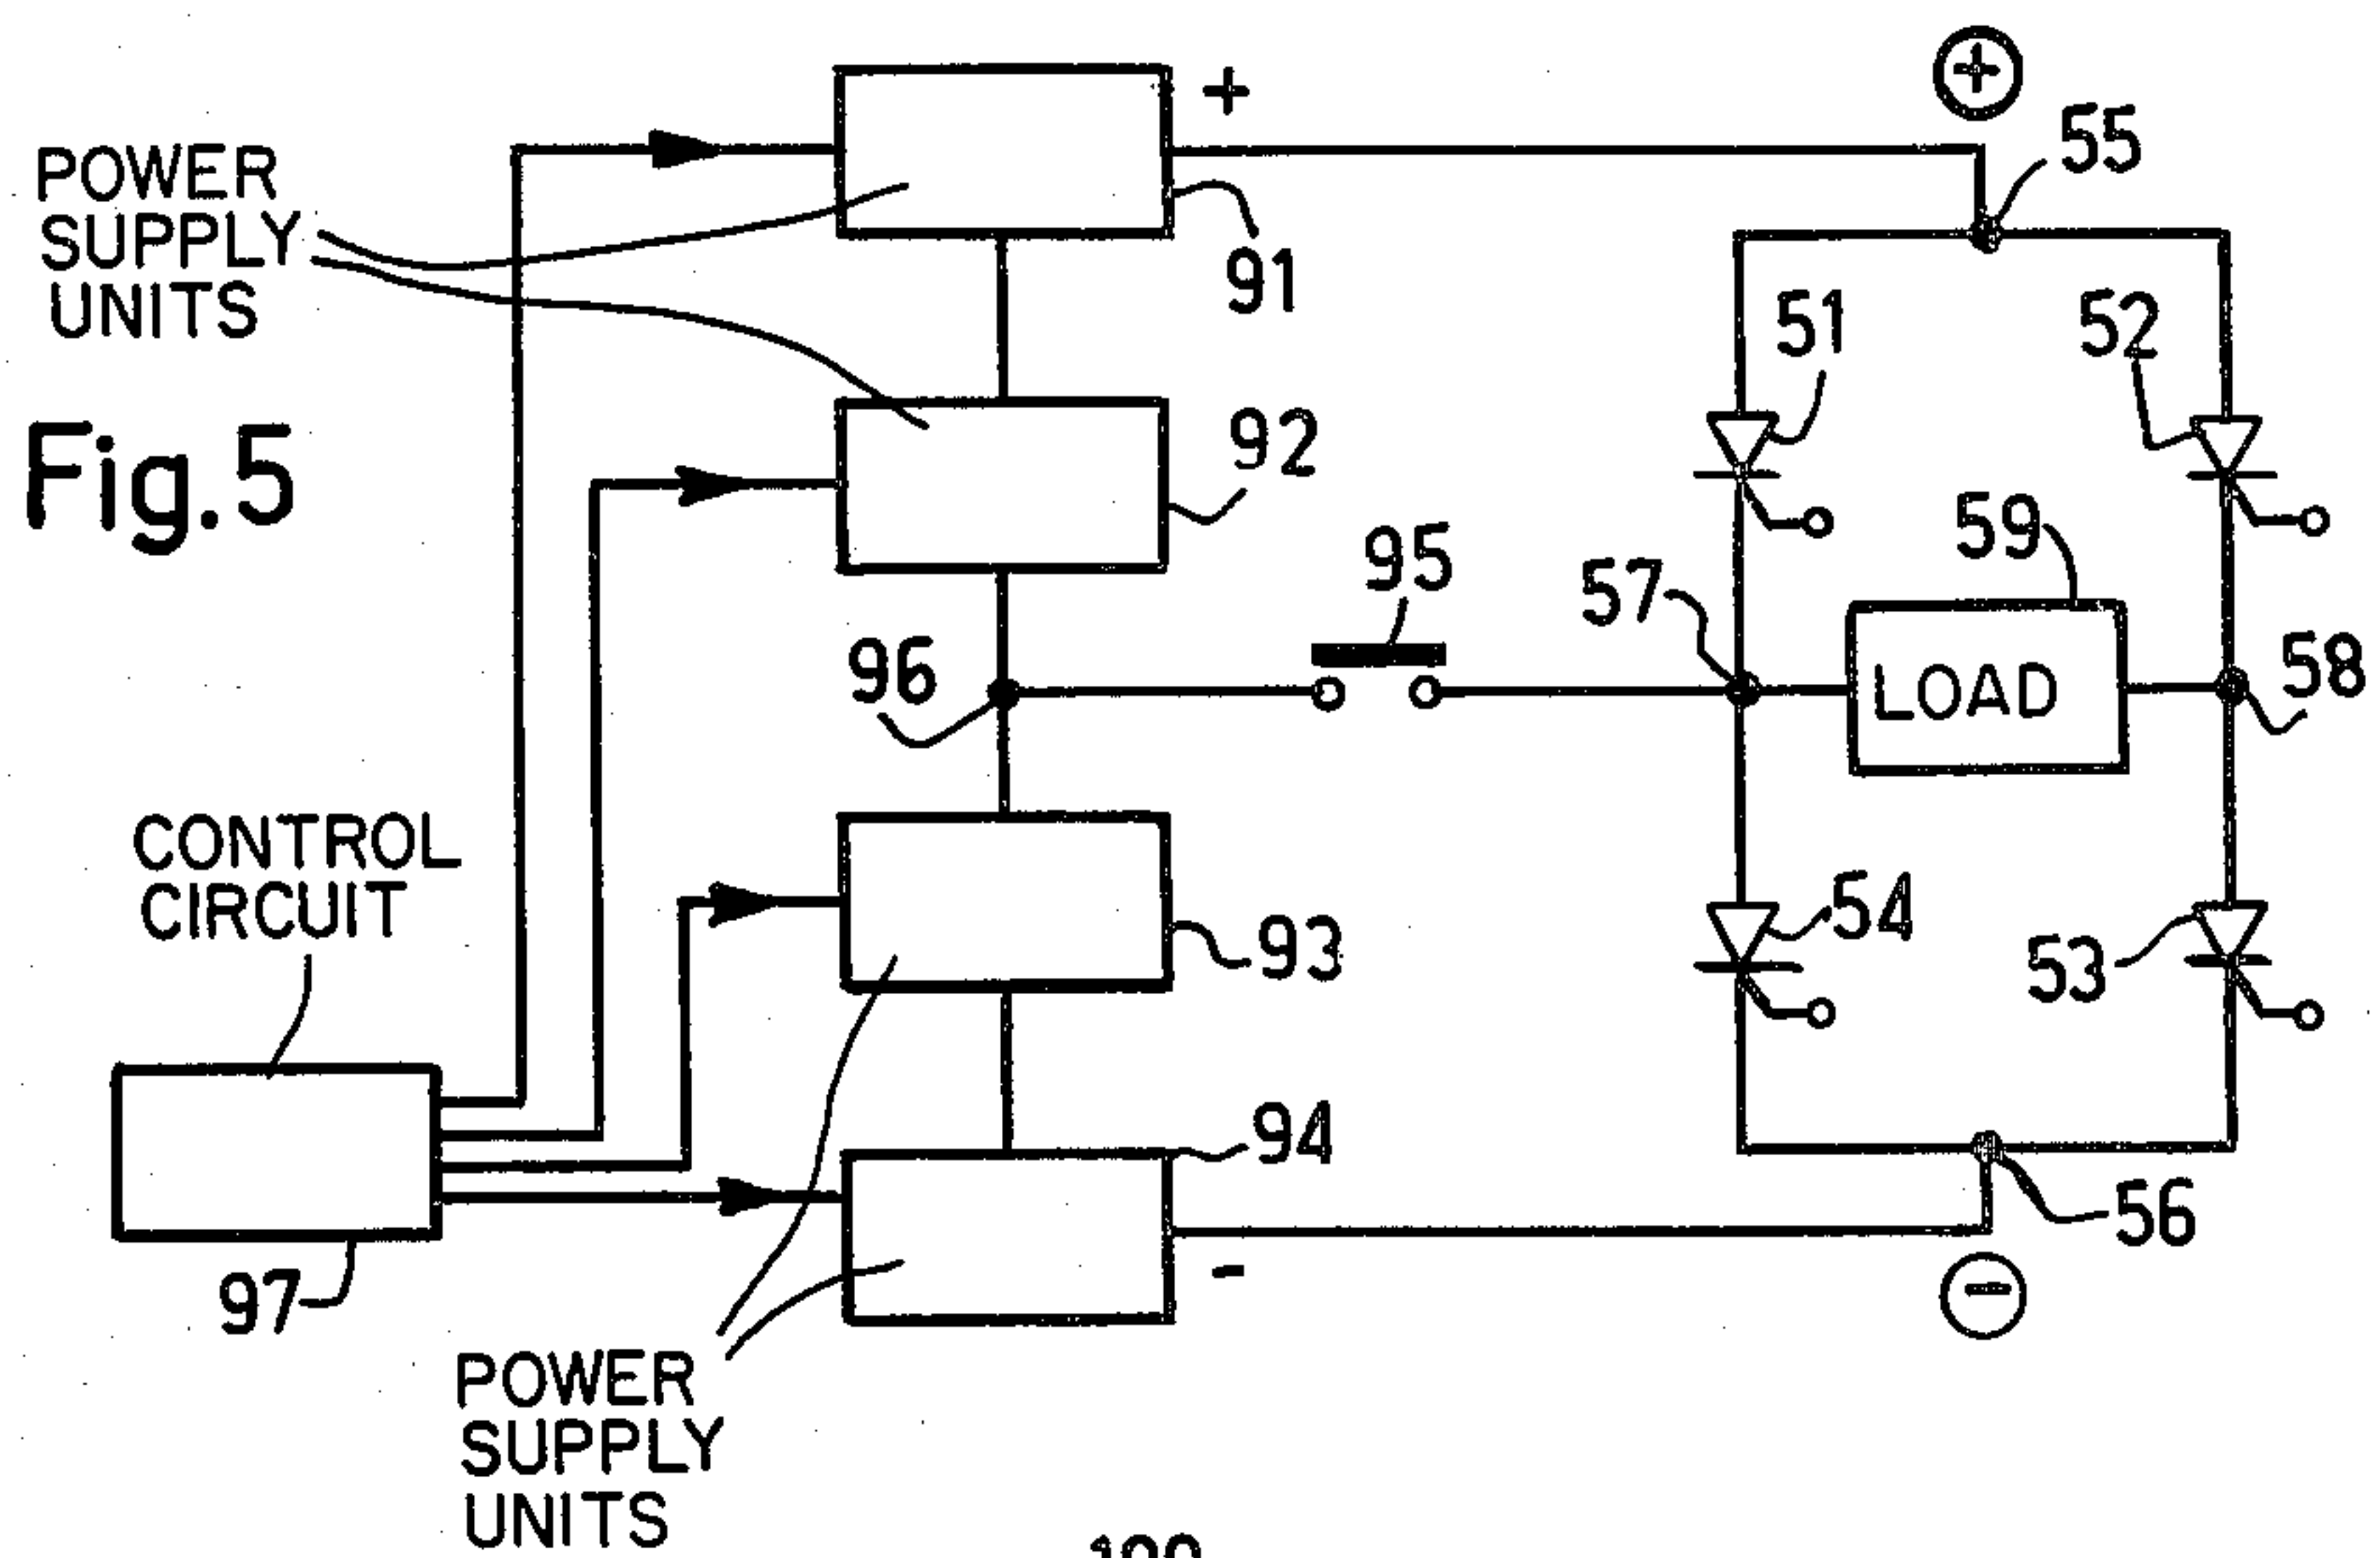 +
+
55
POWER
SUPPLY
UNITS
91
51
52
Fig.5
92
59
95
57
96
LOAD
58
CONTROL
CIRCUIT
54
93
53
94
56
-
-
97
POWER
SUPPLY
UNITS